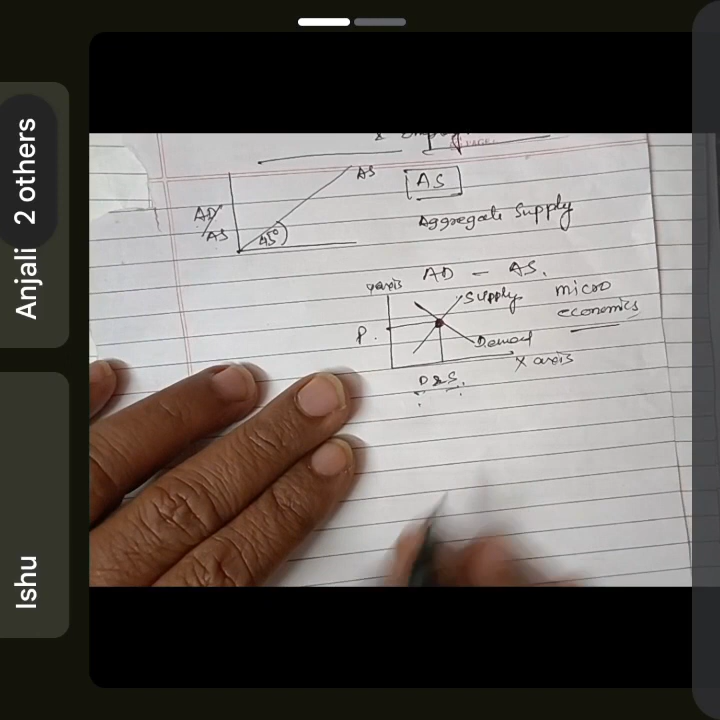 AS
AS
AD/
AS
45°
Aggregate Supply
AD - AS.
y axis
Supply
micro
economics
P.
Demand
X axis
D & S.
Anjali 2 others
Ishu